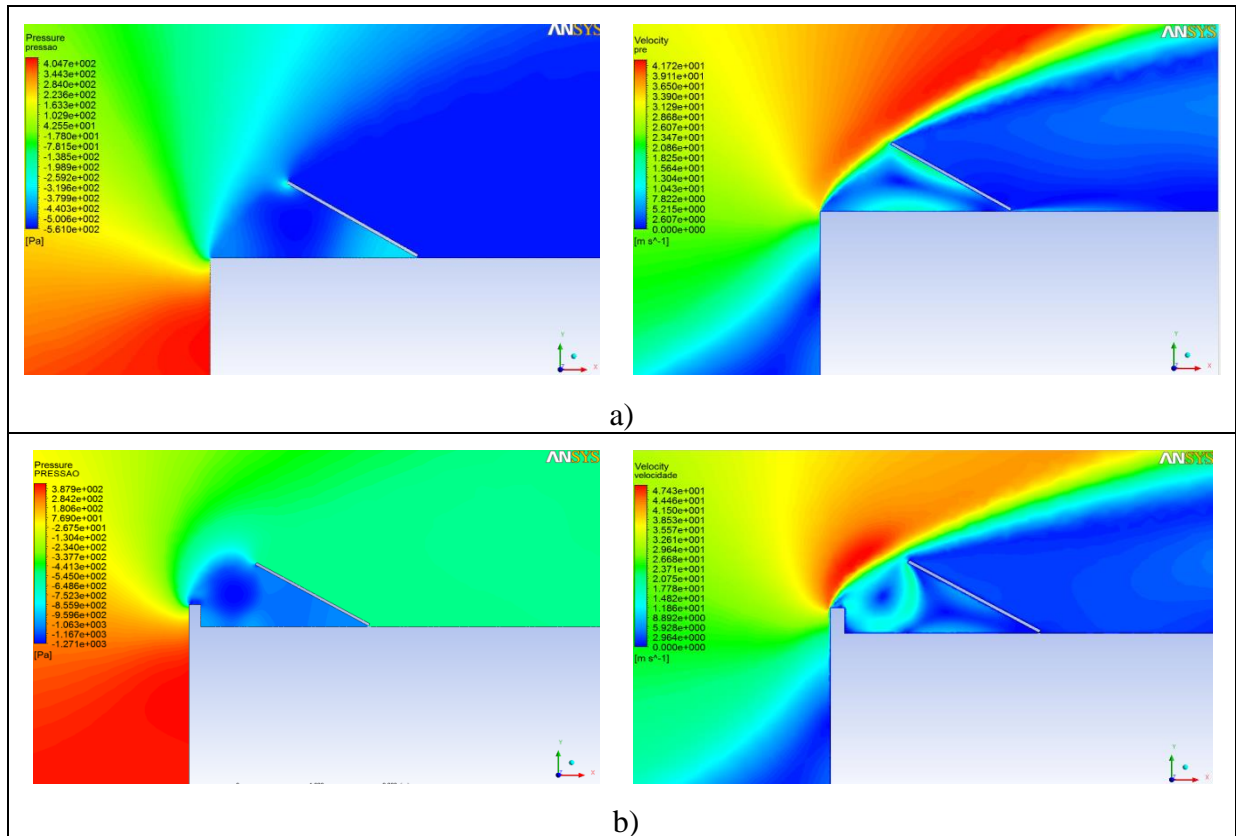 Pressure
pressao
4.047e+002
3.443e+002
2.840e+002
2.236e+002
1.633e+002
1.029e+002
4.255e+001
-1.780e+001
-7.815e+001
-1.385e+002
-1.989e+002
-2.592e+002
-3.196e+002
-3.799e+002
-4.403e+002
-5.006e+002
-5.610e+002
[Pa]
ANSYS
Y
X
Z
Velocity
pre
4.172e+001
3.911e+001
3.650e+001
3.390e+001
3.129e+001
2.868e+001
2.607e+001
2.347e+001
2.086e+001
1.825e+001
1.564e+001
1.304e+001
1.043e+001
7.822e+000
5.215e+000
2.607e+000
0.000e+000
[m s^-1]
ANSYS
Y
X
Z
a)
Pressure
PRESSAO
3.879e+002
2.842e+002
1.806e+002
7.690e+001
-2.675e+001
-1.304e+002
-2.340e+002
-3.377e+002
-4.413e+002
-5.450e+002
-6.486e+002
-7.523e+002
-8.559e+002
-9.596e+002
-1.063e+003
-1.167e+003
-1.271e+003
[Pa]
ANSYS
Y
X
Z
Velocity
velocidade
4.743e+001
4.446e+001
4.150e+001
3.853e+001
3.557e+001
3.261e+001
2.964e+001
2.668e+001
2.371e+001
2.075e+001
1.778e+001
1.482e+001
1.186e+001
8.892e+000
5.928e+000
2.964e+000
0.000e+000
[m s^-1]
ANSYS
Y
X
Z
b)